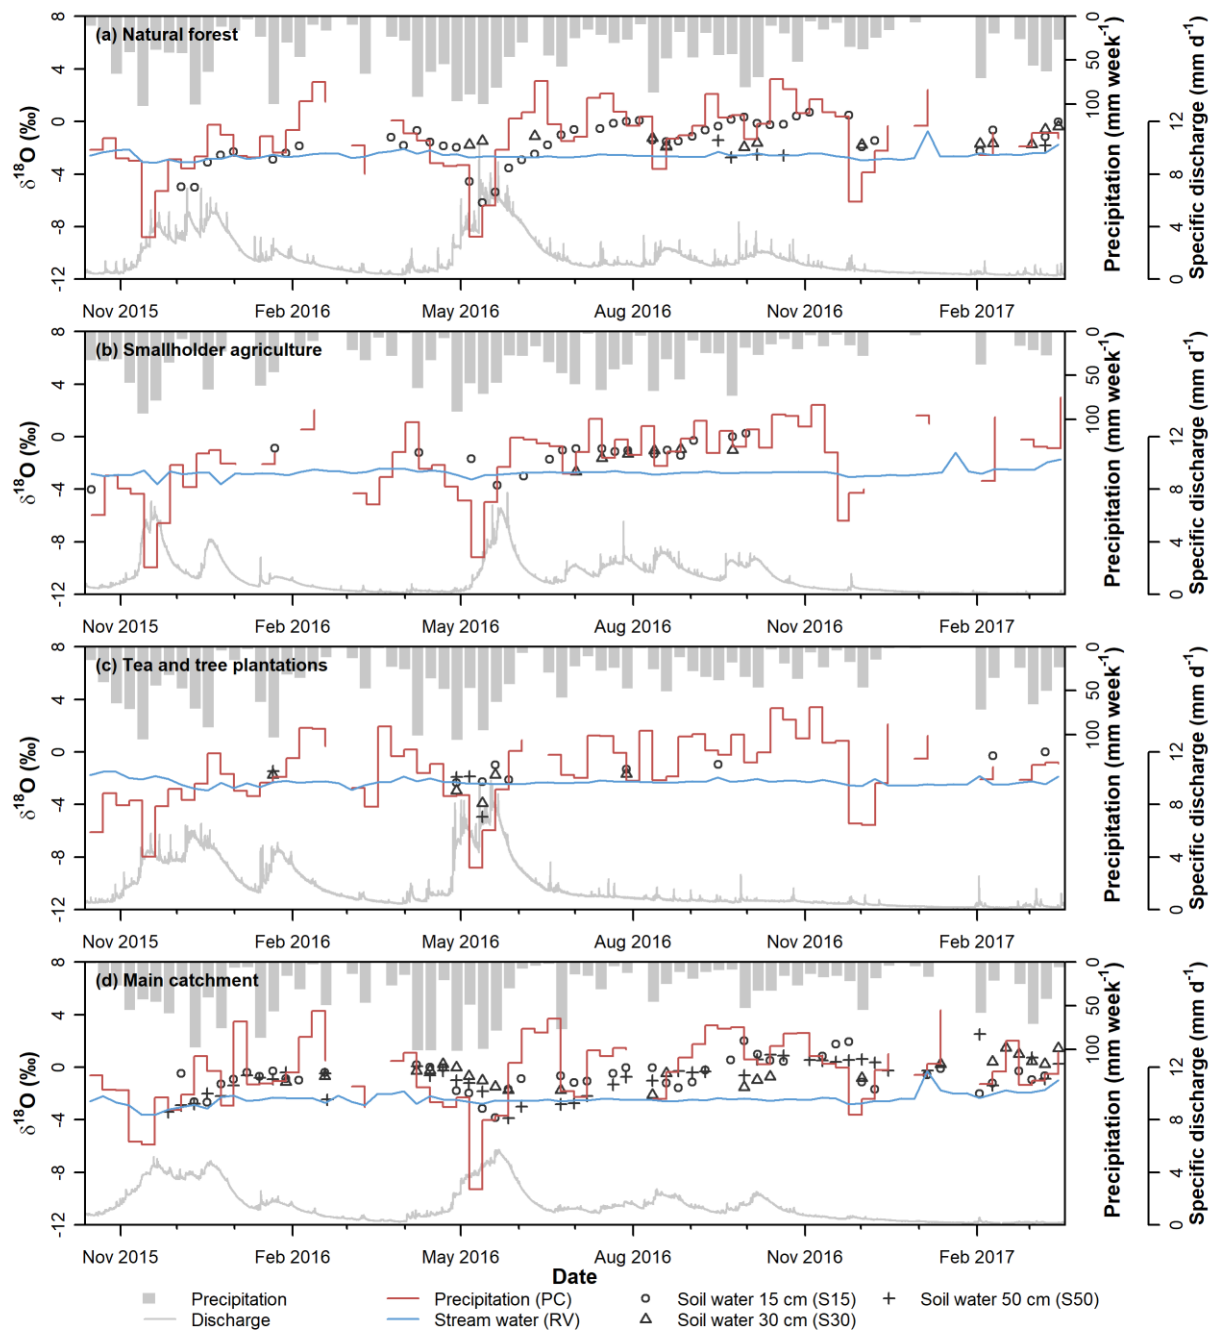 (a) Natural forest
8
4
0
-4
-8
-12
δ18O (‰)
0
50
100
Precipitation (mm week-1)
12
8
4
0
Specific discharge (mm d-1)
Nov 2015 Feb 2016 May 2016 Aug 2016 Nov 2016 Feb 2017
(b) Smallholder agriculture
8
4
0
-4
-8
-12
δ18O (‰)
0
50
100
Precipitation (mm week-1)
12
8
4
0
Specific discharge (mm d-1)
Nov 2015 Feb 2016 May 2016 Aug 2016 Nov 2016 Feb 2017
(c) Tea and tree plantations
8
4
0
-4
-8
-12
δ18O (‰)
0
50
100
Precipitation (mm week-1)
12
8
4
0
Specific discharge (mm d-1)
Nov 2015 Feb 2016 May 2016 Aug 2016 Nov 2016 Feb 2017
(d) Main catchment
8
4
0
-4
-8
-12
δ18O (‰)
0
50
100
Precipitation (mm week-1)
12
8
4
0
Specific discharge (mm d-1)
Nov 2015 Feb 2016 May 2016 Aug 2016 Nov 2016 Feb 2017
Date
Precipitation Precipitation (PC) Soil water 15 cm (S15) Soil water 50 cm (S50)
Discharge Stream water (RV) Soil water 30 cm (S30)